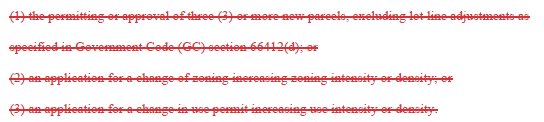 (1) the permitting or approval of three (3) or more new parcels, excluding lot line adjustments as
specified in Government Code (GC) section 66412(d); or
(2) an application for a change of zoning increasing zoning intensity or density; or
(3) an application for a change in use permit increasing use intensity or density.